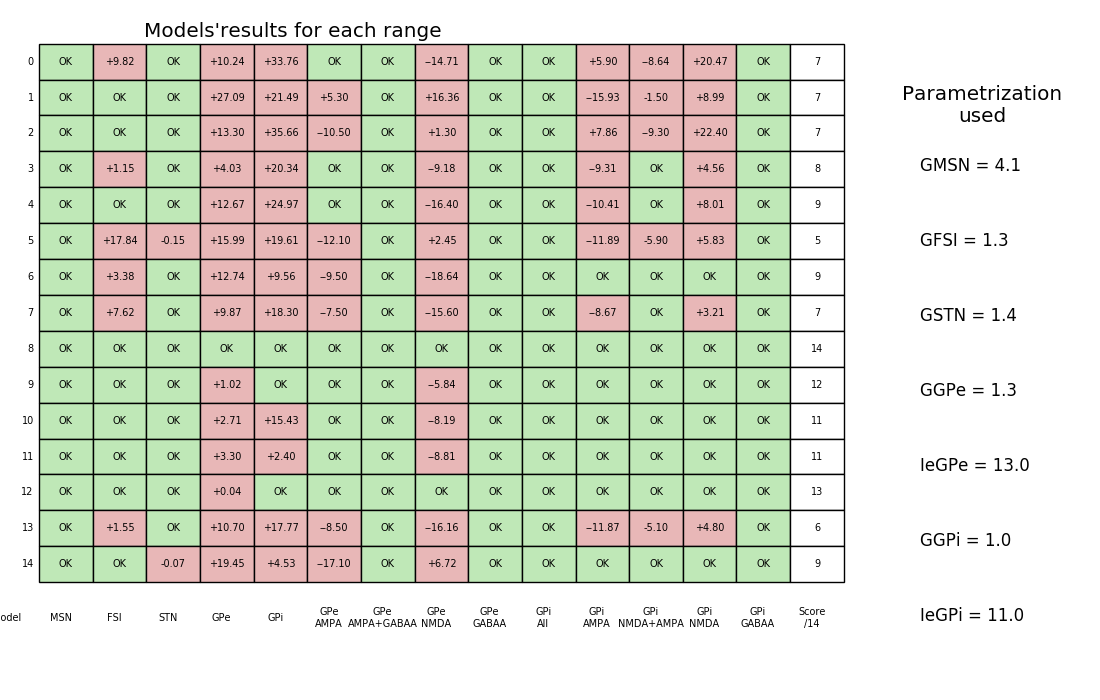 Models'results for each range
0 OK +9.82 OK +10.24 +33.76 OK OK −14.71 OK OK +5.90 −8.64 +20.47 OK 7
1 OK OK OK +27.09 +21.49 +5.30 OK +16.36 OK OK −15.93 -1.50 +8.99 OK 7
2 OK OK OK +13.30 +35.66 −10.50 OK +1.30 OK OK +7.86 −9.30 +22.40 OK 7
3 OK +1.15 OK +4.03 +20.34 OK OK −9.18 OK OK −9.31 OK +4.56 OK 8
4 OK OK OK +12.67 +24.97 OK OK −16.40 OK OK −10.41 OK +8.01 OK 9
5 OK +17.84 -0.15 +15.99 +19.61 −12.10 OK +2.45 OK OK −11.89 -5.90 +5.83 OK 5
6 OK +3.38 OK +12.74 +9.56 −9.50 OK −18.64 OK OK OK OK OK OK 9
7 OK +7.62 OK +9.87 +18.30 −7.50 OK −15.60 OK OK −8.67 OK +3.21 OK 7
8 OK OK OK OK OK OK OK OK OK OK OK OK OK OK 14
9 OK OK OK +1.02 OK OK OK −5.84 OK OK OK OK OK OK 12
10 OK OK OK +2.71 +15.43 OK OK −8.19 OK OK OK OK OK OK 11
11 OK OK OK +3.30 +2.40 OK OK −8.81 OK OK OK OK OK OK 11
12 OK OK OK +0.04 OK OK OK OK OK OK OK OK OK OK 13
13 OK +1.55 OK +10.70 +17.77 −8.50 OK −16.16 OK OK −11.87 -5.10 +4.80 OK 6
14 OK OK -0.07 +19.45 +4.53 −17.10 OK +6.72 OK OK OK OK OK OK 9
odel MSN FSI STN GPe GPi GPe AMPA GPe AMPA+GABAA GPe NMDA GPe GABAA GPi All GPi AMPA GPi NMDA+AMPA GPi NMDA GPi GABAA Score /14
Parametrization
used
GMSN = 4.1
GFSI = 1.3
GSTN = 1.4
GGPe = 1.3
IeGPe = 13.0
GGPi = 1.0
IeGPi = 11.0